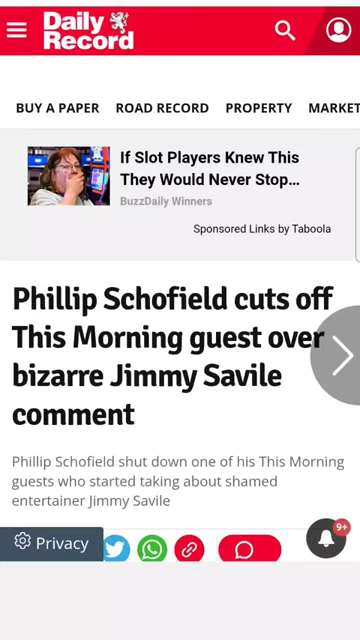 Daily
Record
BUY A PAPER ROAD RECORD PROPERTY MARKET
If Slot Players Knew This
They Would Never Stop...
BuzzDaily Winners
Sponsored Links by Taboola
Phillip Schofield cuts off
This Morning guest over
bizarre Jimmy Savile
comment
Phillip Schofield shut down one of his This Morning
guests who started taking about shamed
entertainer Jimmy Savile
Privacy
9+